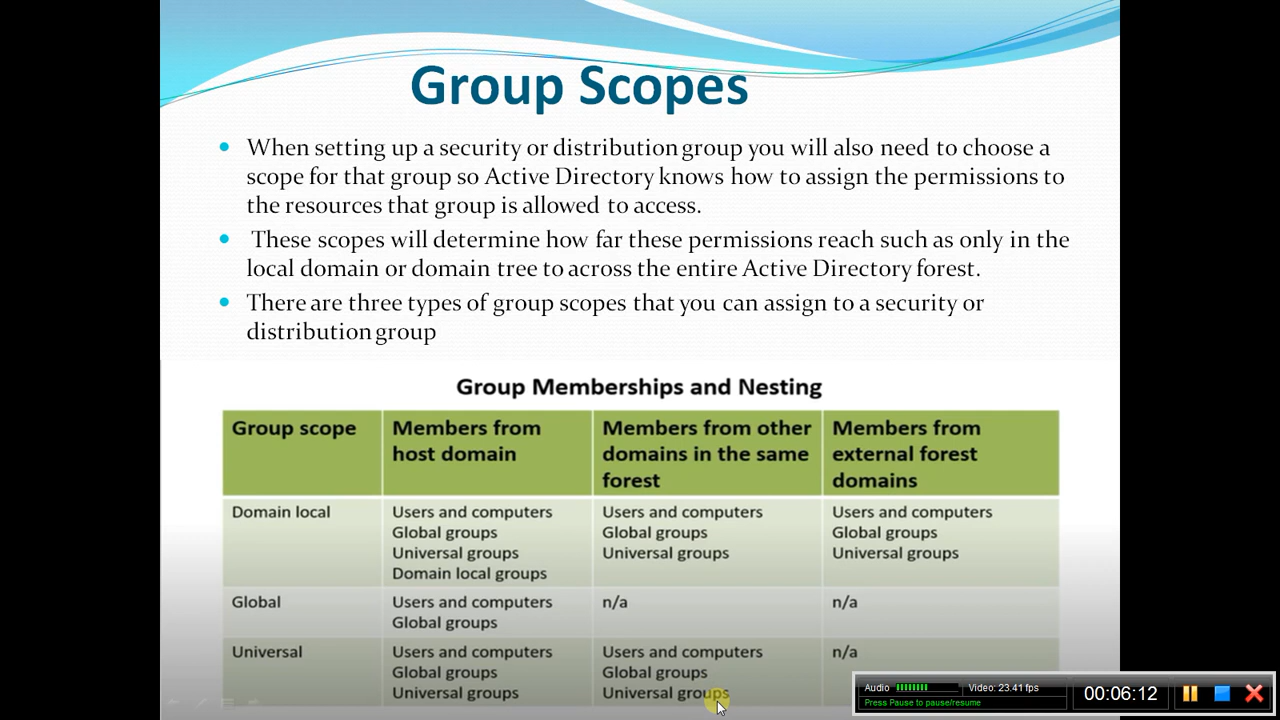 Group Scopes
When setting up a security or distribution group you will also need to choose a
scope for that group so Active Directory knows how to assign the permissions to
the resources that group is allowed to access.
These scopes will determine how far these permissions reach such as only in the
local domain or domain tree to across the entire Active Directory forest.
There are three types of group scopes that you can assign to a security or
distribution group
Group Memberships and Nesting
Group scope
Members from
host domain
Members from other
domains in the same
forest
Members from
external forest
domains
Domain local
Users and computers
Global groups
Universal groups
Domain local groups
Users and computers
Global groups
Universal groups
Users and computers
Global groups
Universal groups
Global
Users and computers
Global groups
n/a
n/a
Universal
Users and computers
Global groups
Universal groups
Users and computers
Global groups
Universal groups
n/a
Audio
Video: 23.41 fps
Press Pause to pause/resume
00:06:12